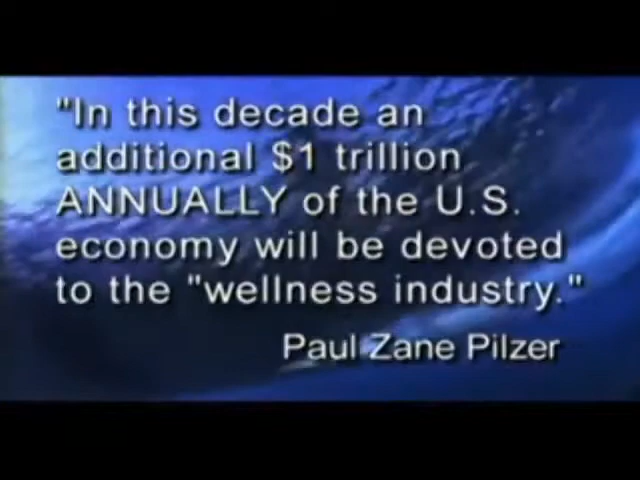 "In this decade an
additional $1 trillion
ANNUALLY of the U.S.
economy will be devoted
to the "wellness industry."
Paul Zane Pilzer